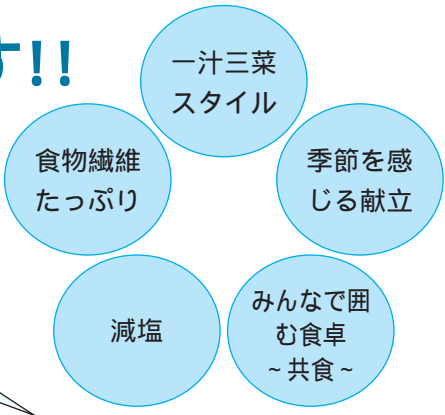 す!!
一汁三菜
スタイル
食物繊維
たっぷり
季節を感
じる献立
減塩
みんなで囲
む食卓
~共食~